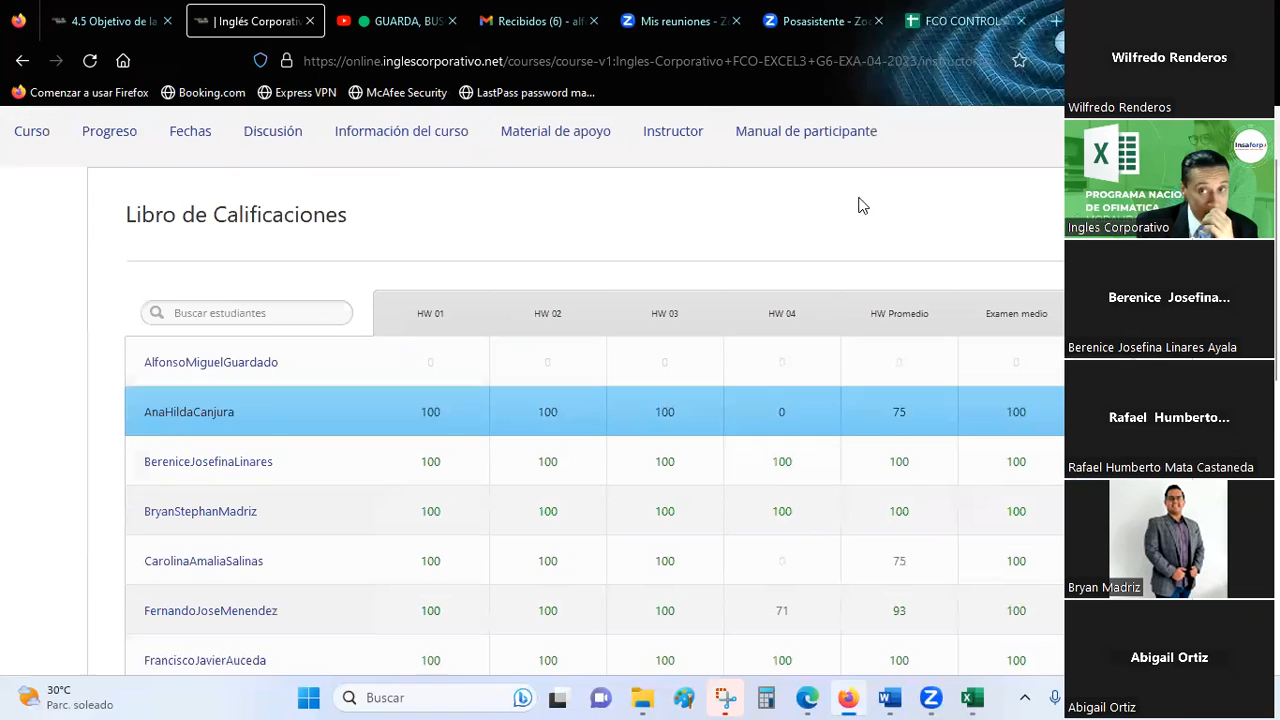 4.5 Objetivo de la
| Inglés Corporativ
GUARDA, BUS
Recibidos (6) - alf
Mis reuniones - Z
Posasistente - Zo
FCO CONTROL
https://online.inglescorporativo.net/courses/course-v1:Ingles-Corporativo+FCO-EXCEL3+G6-EXA-04-2023/instructor
Comenzar a usar Firefox
Booking.com
Express VPN
McAfee Security
LastPass password ma...
Curso
Progreso
Fechas
Discusión
Información del curso
Material de apoyo
Instructor
Manual de participante
Libro de Calificaciones
Buscar estudiantes
HW 01 HW 02 HW 03 HW 04 HW Promedio Examen medio
AlfonsoMiguelGuardado 0 0 0 0 0 0
AnaHildaCanjura 100 100 100 0 75 100
BereniceJosefinaLinares 100 100 100 100 100 100
BryanStephanMadriz 100 100 100 100 100 100
CarolinaAmaliaSalinas 100 100 100 0 75 100
FernandoJoseMenendez 100 100 100 71 93 100
FranciscoJavierAuceda 100 100 100 100 100 100
Wilfredo Renderos
Wilfredo Renderos
X
Insaforp
PROGRAMA NACI
DE OFIMATICA
Ingles Corporativo
Berenice Josefina...
Berenice Josefina Linares Ayala
Rafael Humberto...
Rafael Humberto Mata Castaneda
Bryan Madriz
Abigail Ortiz
Abigail Ortiz
30°C
Parc. soleado
Buscar